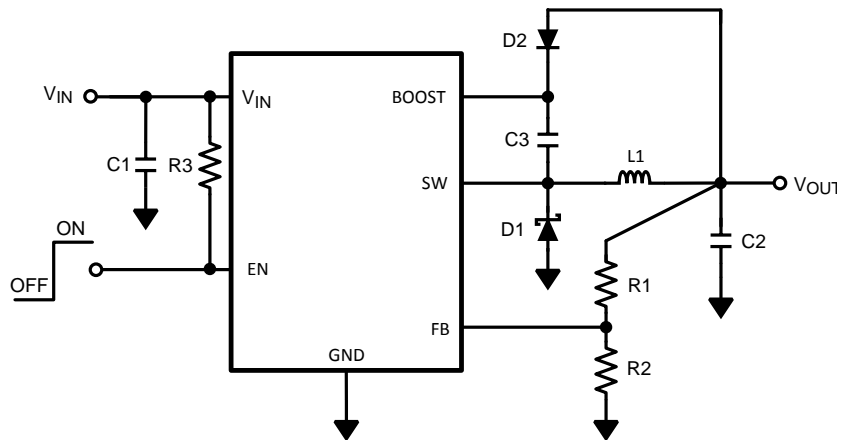 D2
VIN
VIN
BOOST
C1
R3
C3
L1
SW
VOUT
D1
C2
ON
OFF
EN
R1
FB
R2
GND